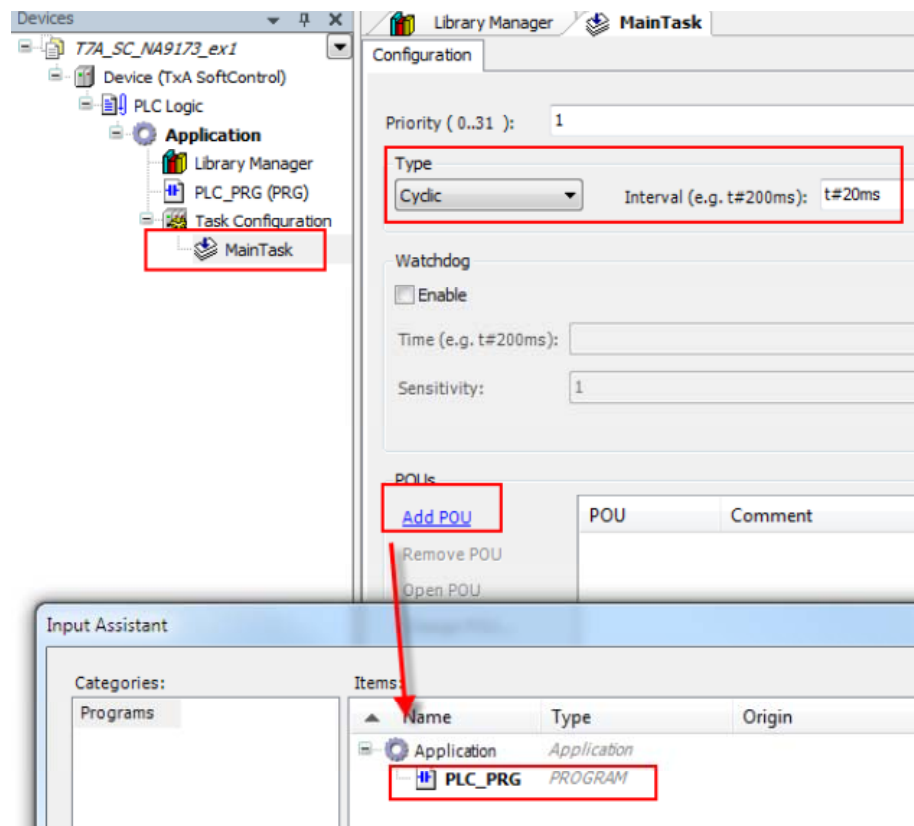 Devices
T7A_SC_NA9173_ex1
Device (TxA SoftControl)
PLC Logic
Application
Library Manager
PLC_PRG (PRG)
Task Configuration
MainTask
Library Manager
MainTask
Configuration
Priority ( 0..31 ): 1
Type
Cyclic Interval (e.g. t#200ms): t#20ms
Watchdog
Enable
Time (e.g. t#200ms):
Sensitivity: 1
POUs
Add POU
Remove POU
Open POU
POU Comment
Input Assistant
Categories:
Programs
Items:
Name Type Origin
Application Application
PLC_PRG PROGRAM